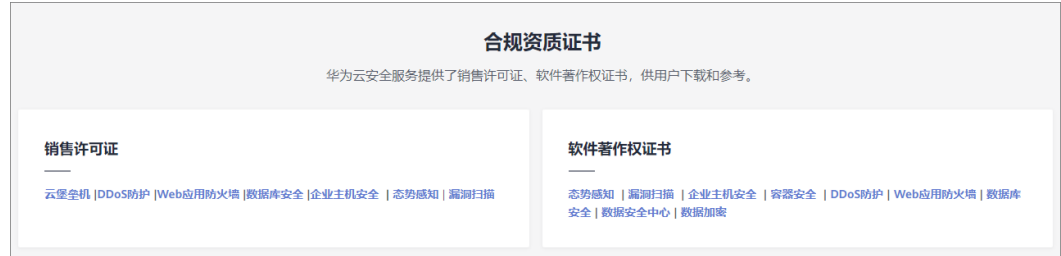 合规资质证书
华为云安全服务提供了销售许可证、软件著作权证书，供用户下载和参考。
销售许可证
云堡垒机 |DDoS防护 |Web应用防火墙 |数据库安全 |企业主机安全 | 态势感知 | 漏洞扫描
软件著作权证书
态势感知 | 漏洞扫描 | 企业主机安全 | 容器安全 | DDoS防护 | Web应用防火墙 | 数据库
安全 | 数据安全中心 | 数据加密